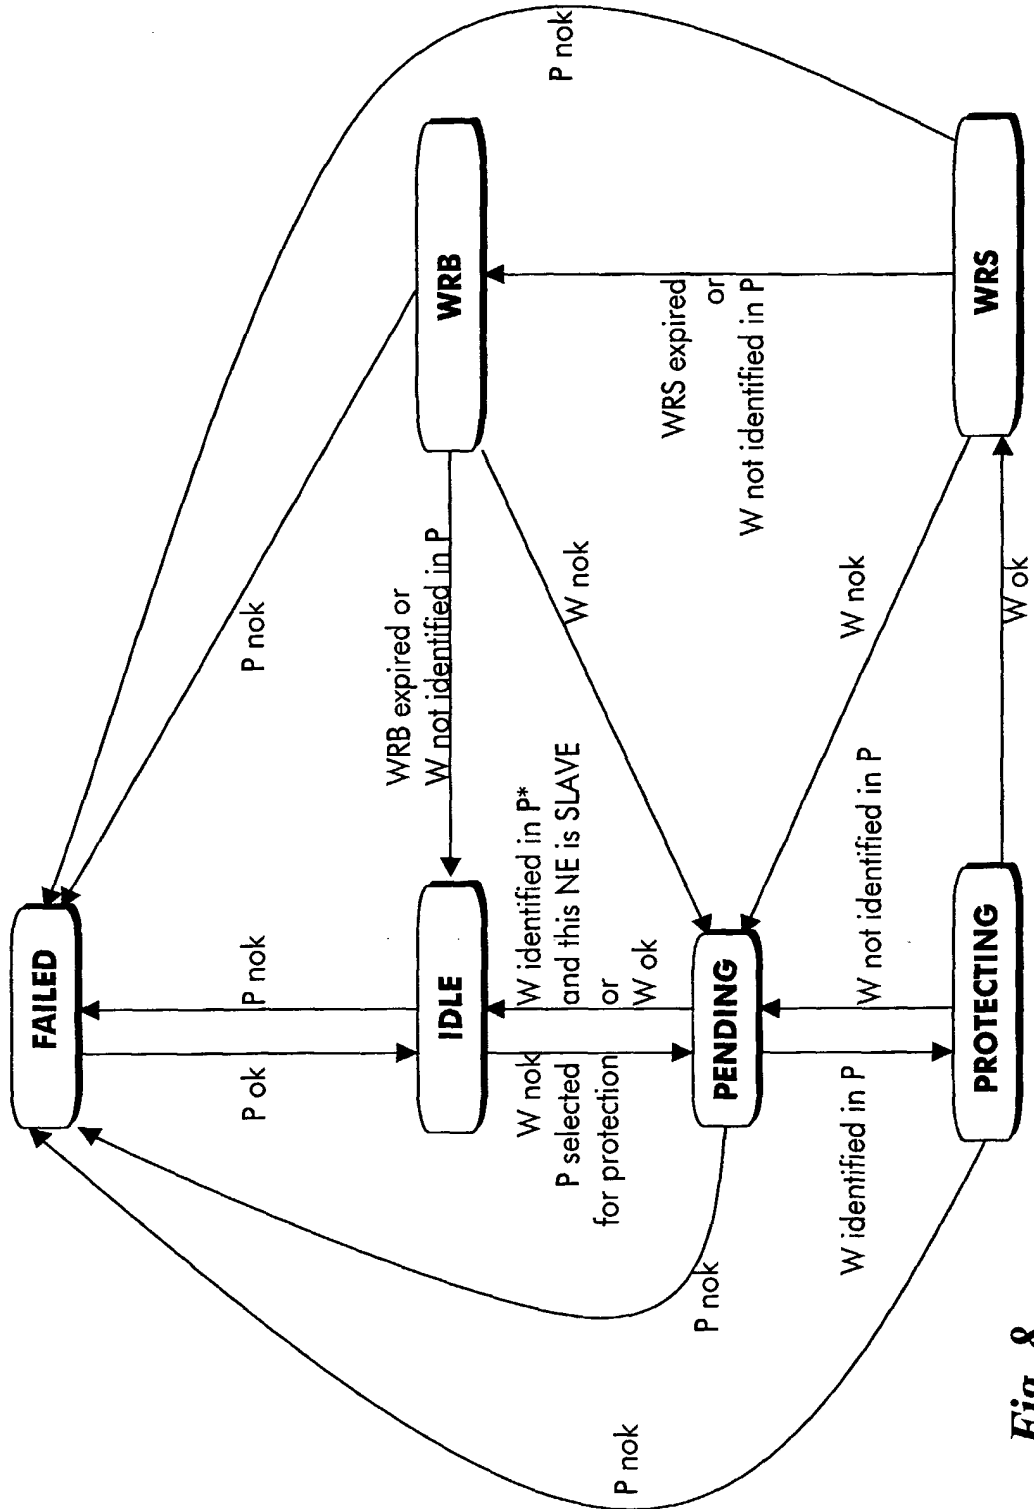 FAILED
P nok
P nok
P ok
P nok
P nok
P nok
IDLE
WRB expired or
W not identified in P
WRB
W nok
P selected
for protection
W identified in P*
and this NE is SLAVE
or
W ok
W nok
WRS expired
or
W not identified in P
PENDING
W identified in P
W not identified in P
W nok
PROTECTING
W ok
WRS
Fig. 8